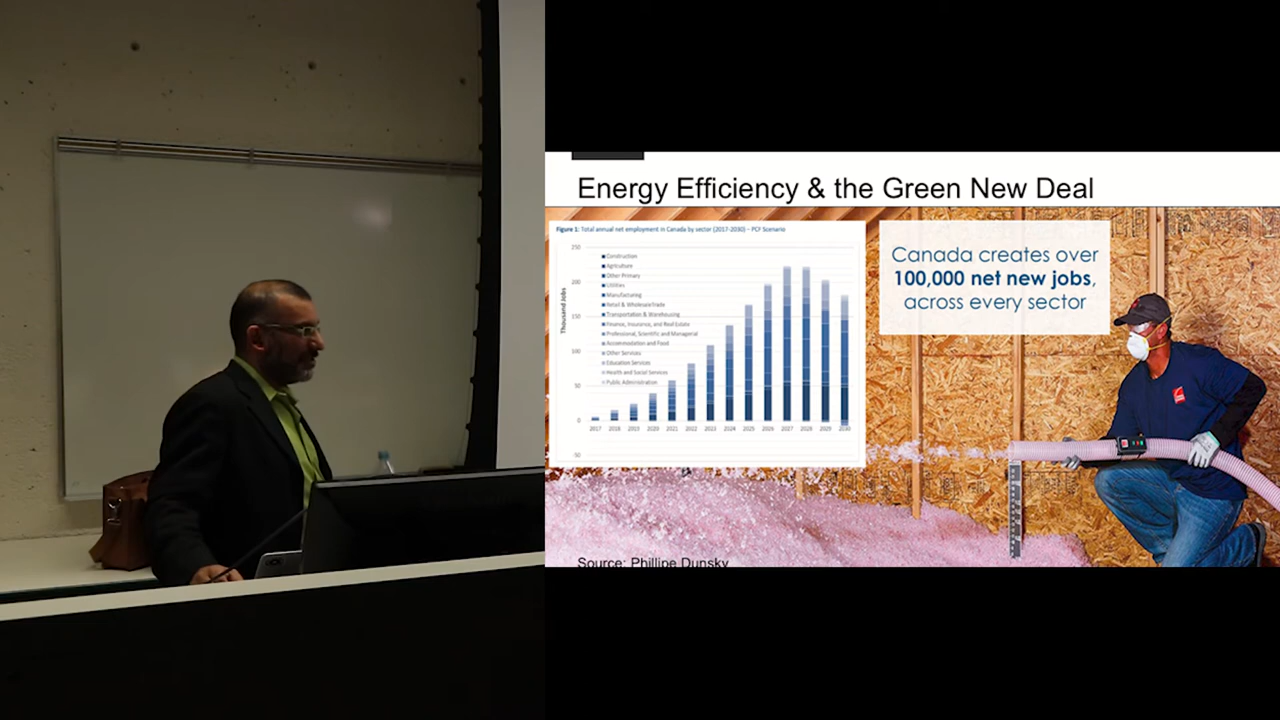 Energy Efficiency & the Green New Deal
Figure 1: Total annual net employment in Canada by sector (2017-2030) – PCF Scenario
Thousand Jobs
250
200
150
100
50
0
50
Construction
Agriculture
Other Primary
Utilities
Manufacturing
Retail & Wholesale Trade
Transportation & Warehousing
Finance, Insurance, and Real Estate
Professional, Scientific and Managerial
Accommodation and Food
Other Services
Education Services
Health and Social Services
Public Administration
2017 2018 2019 2020 2021 2022 2023 2024 2025 2026 2027 2028 2029 2030
Canada creates over
100,000 net new jobs,
across every sector
Source: Phillipe Dunsky